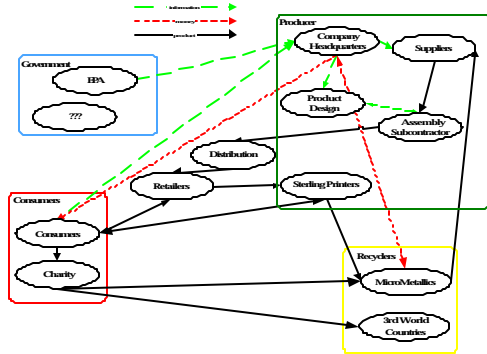 information
money
product
Producer
Company
Headquarters
Suppliers
Government
EPA
???
Product
Design
Assembly
Subcontractor
Distribution
Retailers
Sterling Printers
Consumers
Consumers
Charity
Recyclers
MicroMetallics
3rd World
Countries